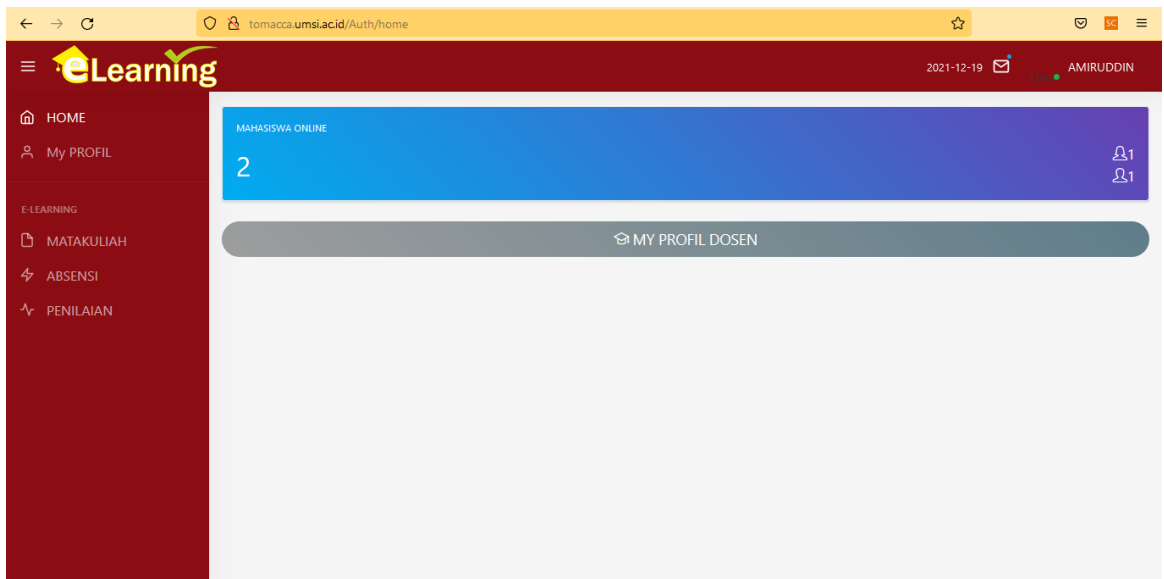 tomacca.umsi.ac.id/Auth/home
SC
eLearning
2021-12-19
AMIRUDDIN
HOME
My PROFIL
E-LEARNING
MATAKULIAH
ABSENSI
PENILAIAN
MAHASISWA ONLINE
2
1
1
MY PROFIL DOSEN